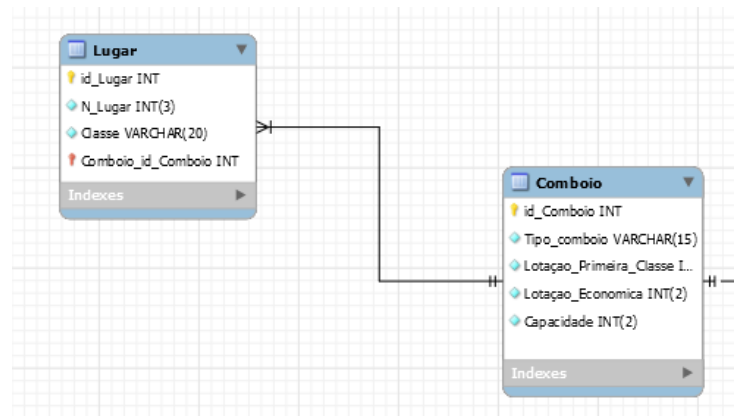 Lugar
id_Lugar INT
N_Lugar INT(3)
Classe VARCHAR(20)
Comboio_id_Comboio INT
Indexes
Comboio
id_Comboio INT
Tipo_comboio VARCHAR(15)
Lotaçao_Primeira_Classe I...
Lotaçao_Economica INT(2)
Capacidade INT(2)
Indexes